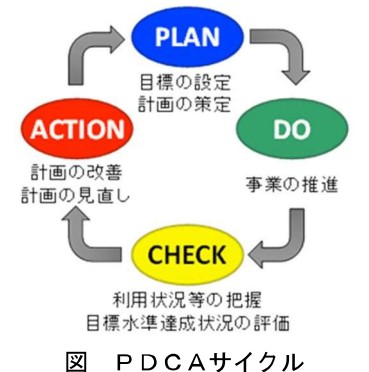 PLAN
目標の設定
計画の策定
DO
事業の推進
CHECK
利用状況等の把握
目標水準達成状況の評価
ACTION
計画の改善
計画の見直し
図　ＰＤＣＡサイクル